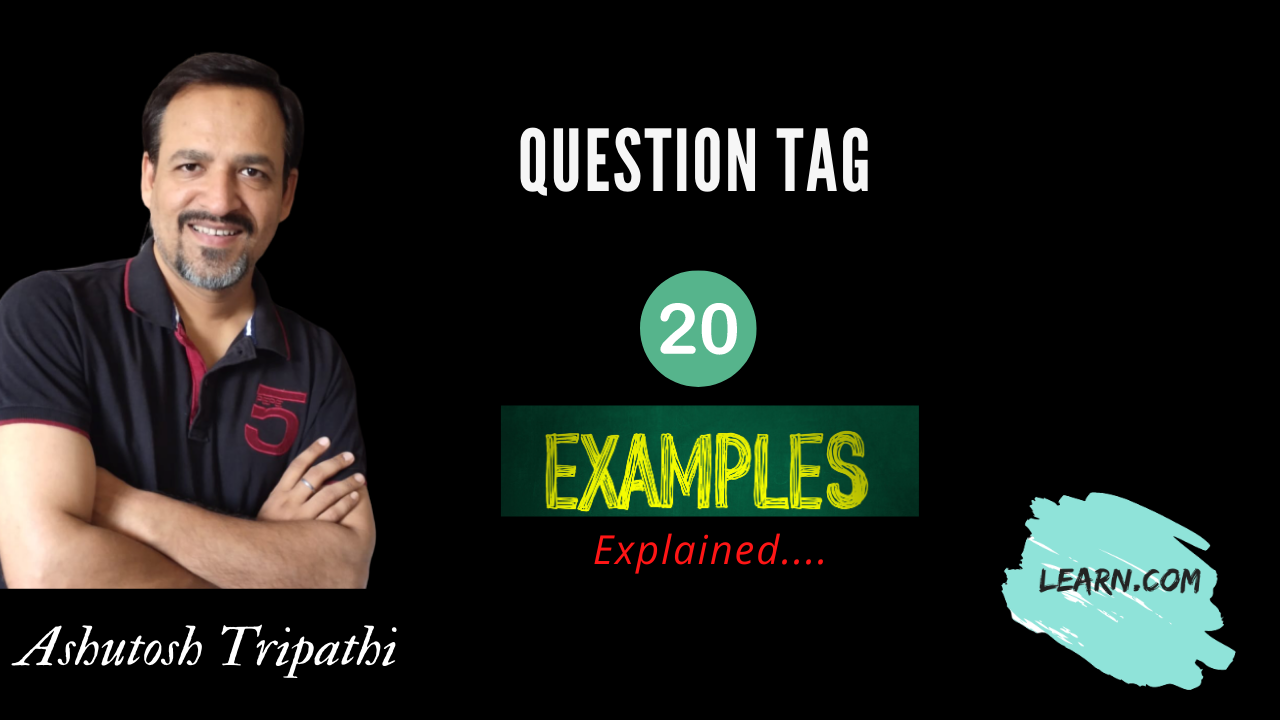 QUESTION TAG
20
EXAMPLES
Explained....
LEARN.COM
Ashutosh Tripathi